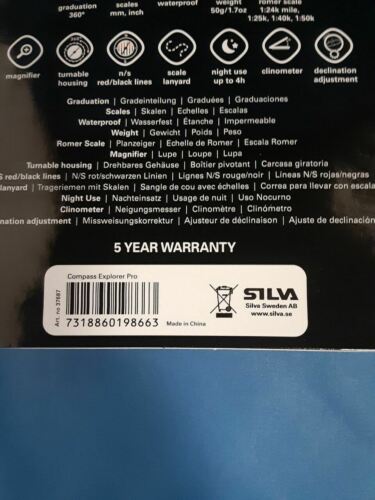 graduation
360°
scales
mm, inch
waterproof
weight
50g/1.7oz
romer scale
1:24k mile,
1:25k, 1:40k, 1:50k
magnifier
turnable
housing
n/s
red/black lines
scale
lanyard
night use
up to 4h
clinometer
declination
adjustment
Graduation | Gradeinteilung | Graduées | Graduaciones
Scales | Skalen | Echelles | Escalas
Waterproof | Wasserfest | Étanche | Impermeable
Weight | Gewicht | Poids | Peso
Romer Scale | Planzeiger | Echelle de Romer | Escala Romer
Magnifier | Lupe | Loupe | Lupa
Turnable housing | Drehbares Gehäuse | Boîtier pivotant | Carcasa giratoria
S red/black lines | N/S rot/schwarzen Linien | Lignes N/S rouge/noir | Líneas N/S rojas/negras
lanyard | Trageriemen mit Skalen | Sangle de cou avec échelles | Correa para llevar con escala
Night Use | Nachteinsatz | Usage de nuit | Uso Nocurno
Clinometer | Neigungsmesser | Clinomètre | Clinómetro
nation adjustment | Missweisungskorrektur | Ajusteur de déclinaison | Ajuste de declinación
5 YEAR WARRANTY
Compass Explorer Pro
Art. no 37687
7318860198663
Made in China
SILVA
Silva Sweden AB
www.silva.se